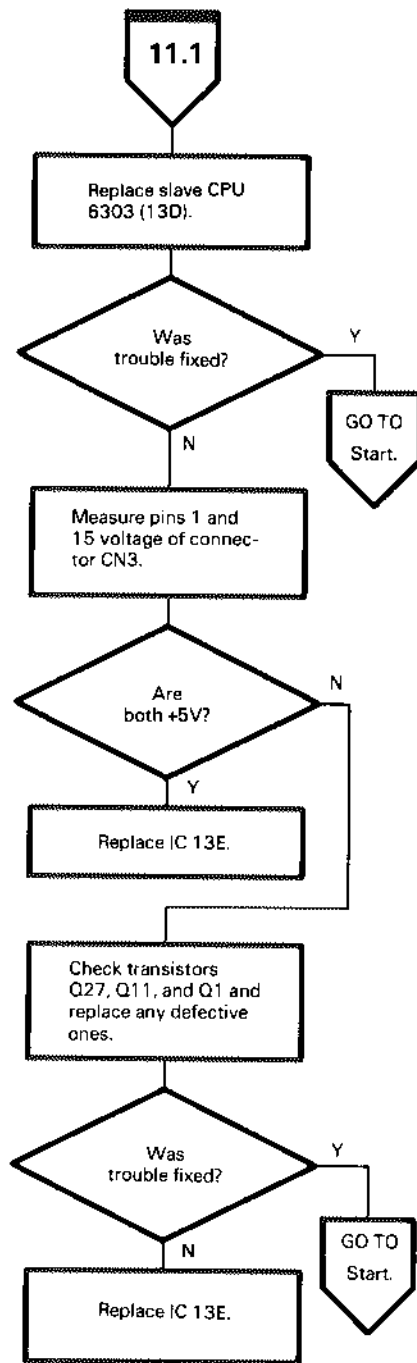 11.1
Replace slave CPU
6303 (13D).
Was
trouble fixed?
Y
GO TO
Start.
N
Measure pins 1 and
15 voltage of connec-
tor CN3.
Are
both +5V?
N
Y
Replace IC 13E.
Check transistors
Q27, Q11, and Q1 and
replace any defective
ones.
Was
trouble fixed?
Y
GO TO
Start.
N
Replace IC 13E.